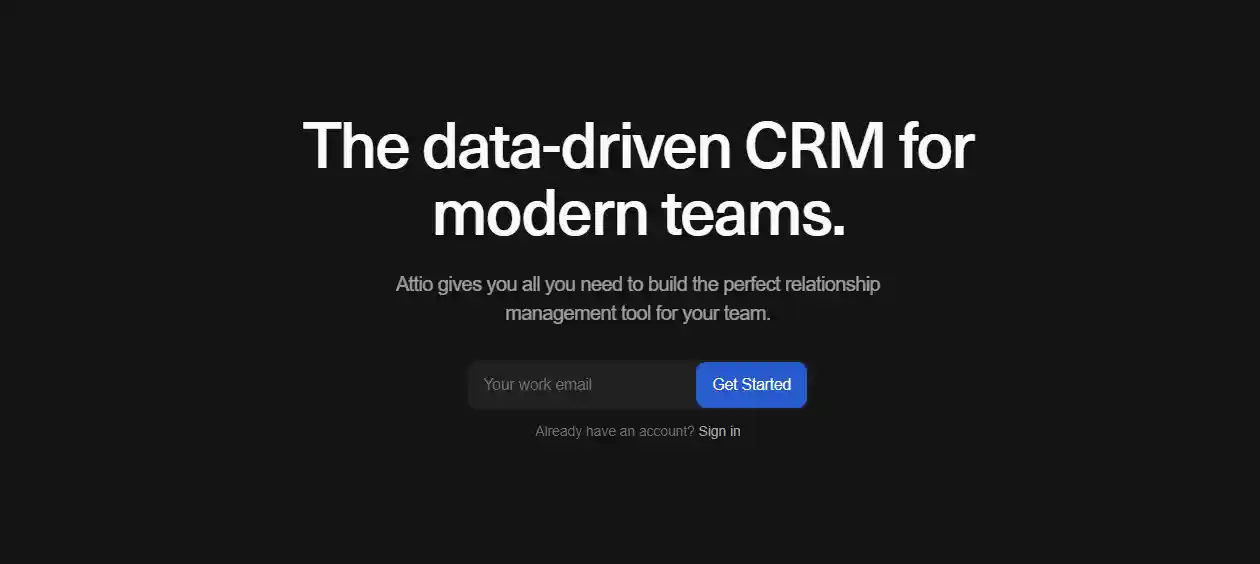 The data-driven CRM for
modern teams.
Attio gives you all you need to build the perfect relationship
management tool for your team.
Your work email
Get Started
Already have an account? Sign in